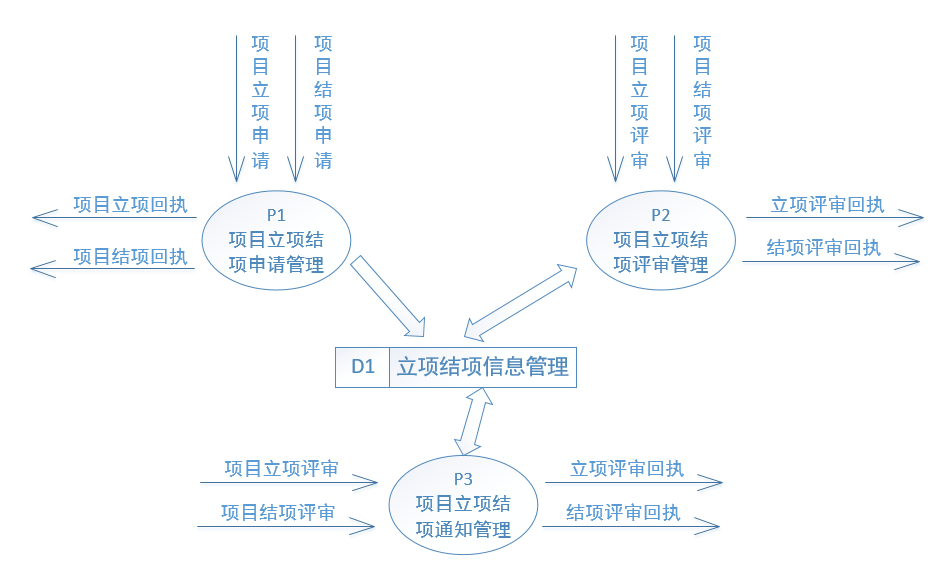 项目立项申请
项目结项申请
项目立项评审
项目结项评审
项目立项回执
项目结项回执
P1
项目立项结
项申请管理
P2
项目立项结
项评审管理
立项评审回执
结项评审回执
D1 立项结项信息管理
项目立项评审
项目结项评审
P3
项目立项结
项通知管理
立项评审回执
结项评审回执